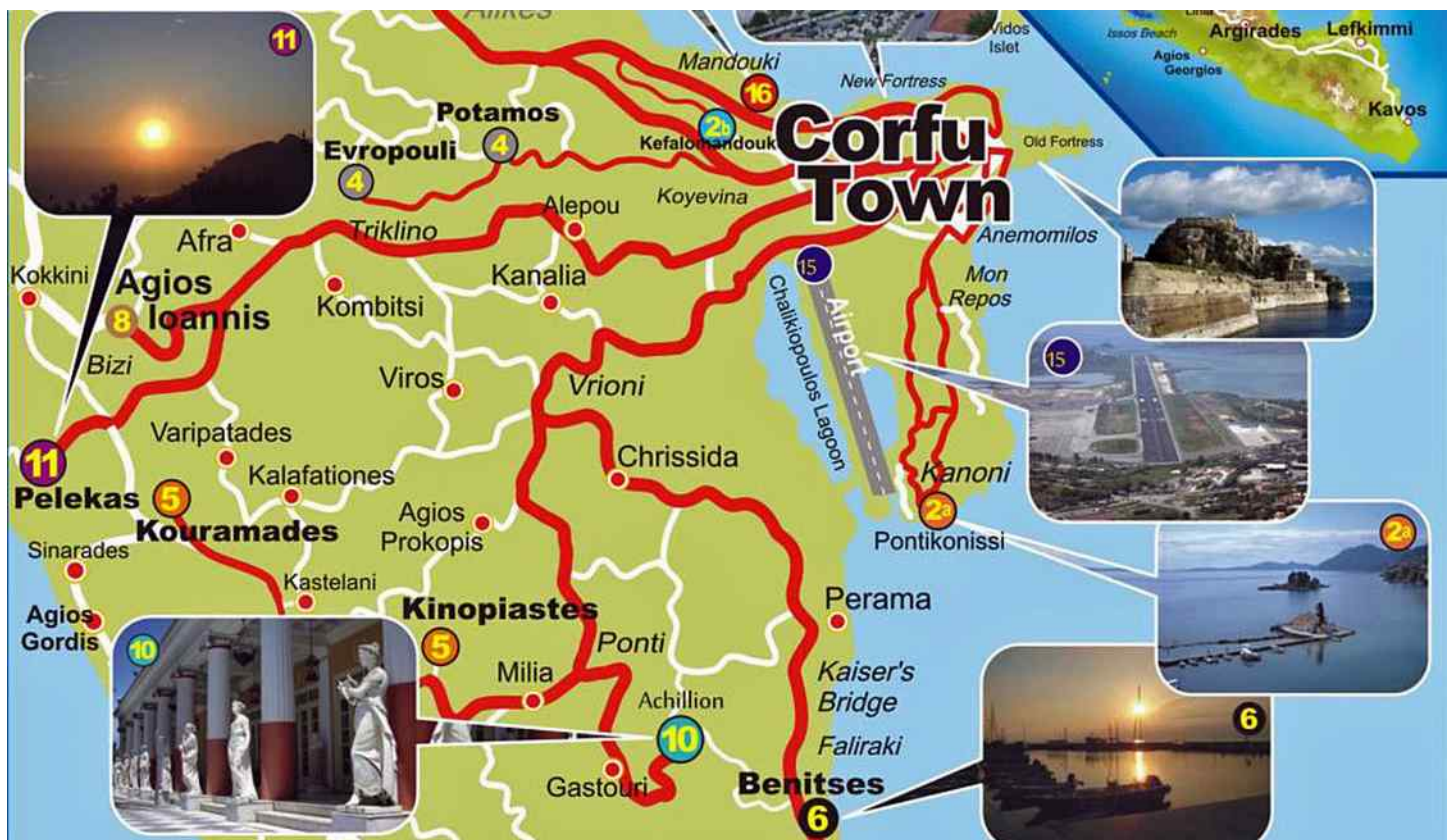 Alikes
Vidos
Islet
Issos Beach
Argirades
Lefkimmi
Agios
Georgios
Kavos
11
Mandouki
New Fortress
16
Potamos
2b
Kefalomandouk
Corfu
Town
Old Fortress
4
Evropouli
4
Koyevina
Alepou
Triklino
Afra
Anemomilos
Kokkini
Agios
Ioannis
8
Kombitsi
Kanalia
15
Airport
Mon
Repos
Chalikiopoulos Lagoon
Bizi
Viros
Vrioni
15
Varipatades
11
Pelekas
5
Kouramades
Kalafationes
Chrissida
Kanoni
2a
Pontikonissi
2a
Agios
Prokopis
Sinarades
Kastelani
Agios
Gordis
Kinopiastes
5
Perama
10
Ponti
Milia
Achillion
10
Kaiser's
Bridge
Faliraki
6
Gastouri
Benitses
6